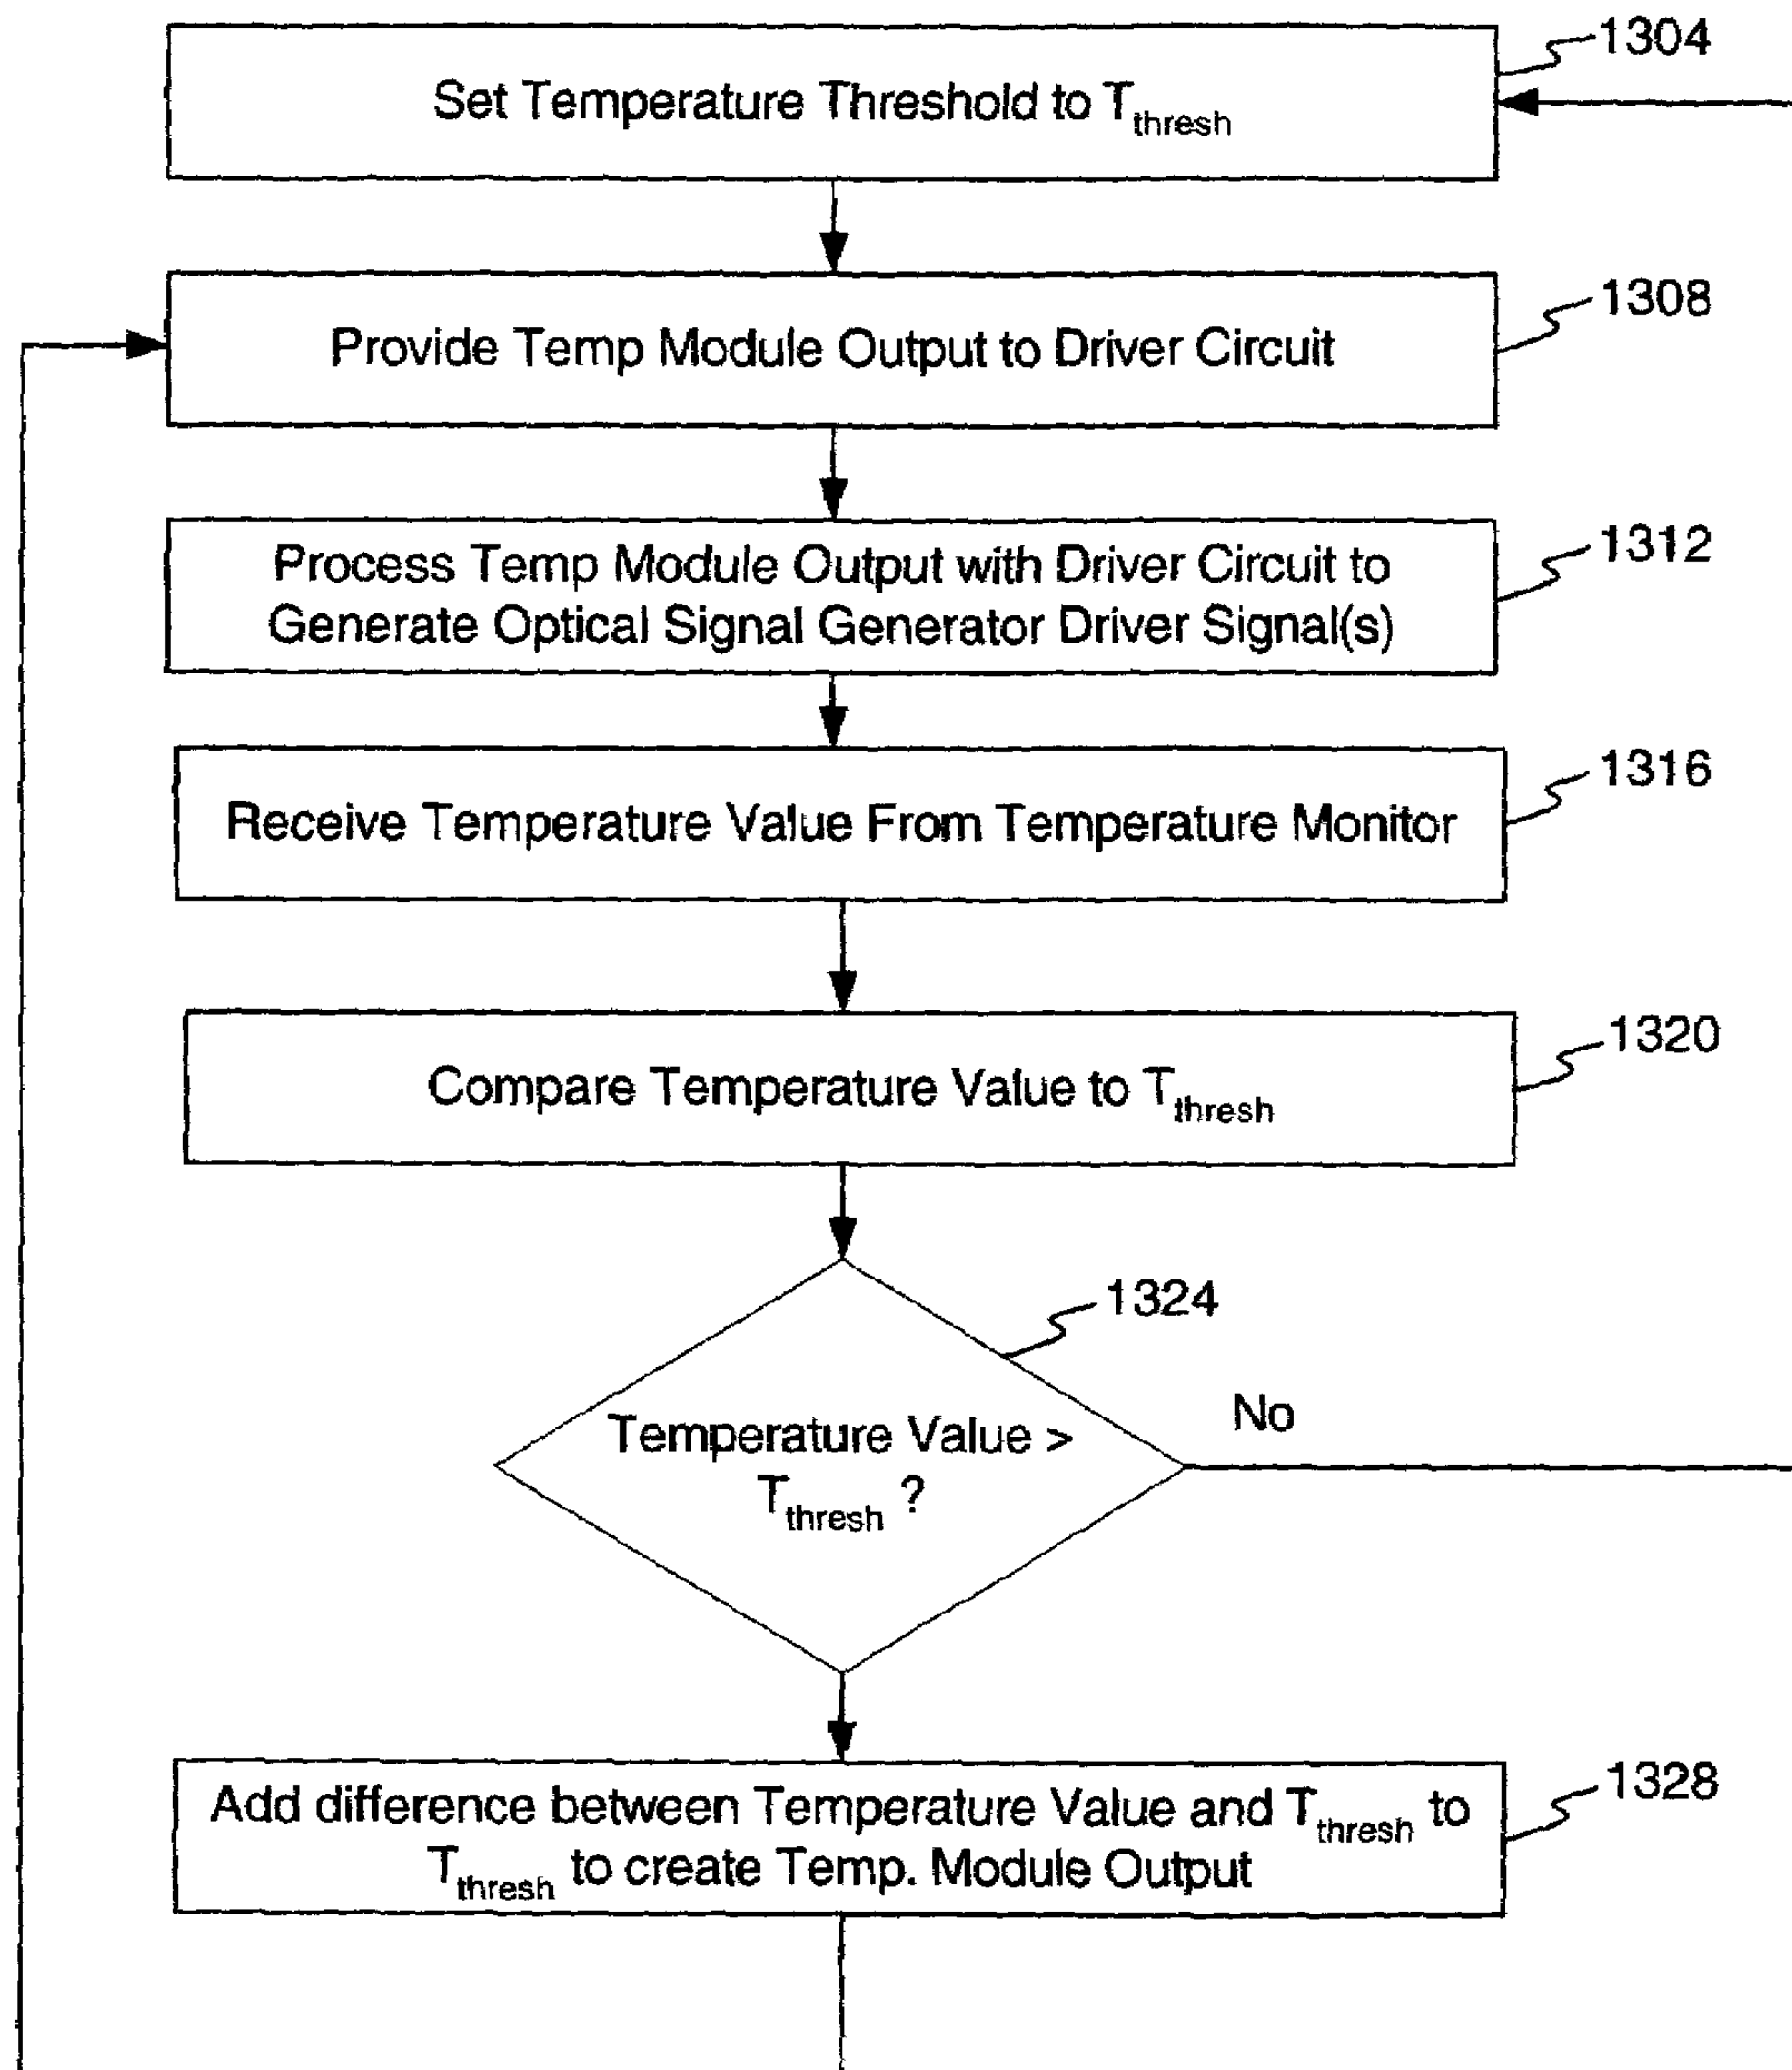 1304
Set Temperature Threshold to Tthresh
1308
Provide Temp Module Output to Driver Circuit
1312
Process Temp Module Output with Driver Circuit to
Generate Optical Signal Generator Driver Signal(s)
1316
Receive Temperature Value From Temperature Monitor
1320
Compare Temperature Value to Tthresh
1324
Temperature Value >
Tthresh ?
No
1328
Add difference between Temperature Value and Tthresh to
Tthresh to create Temp. Module Output